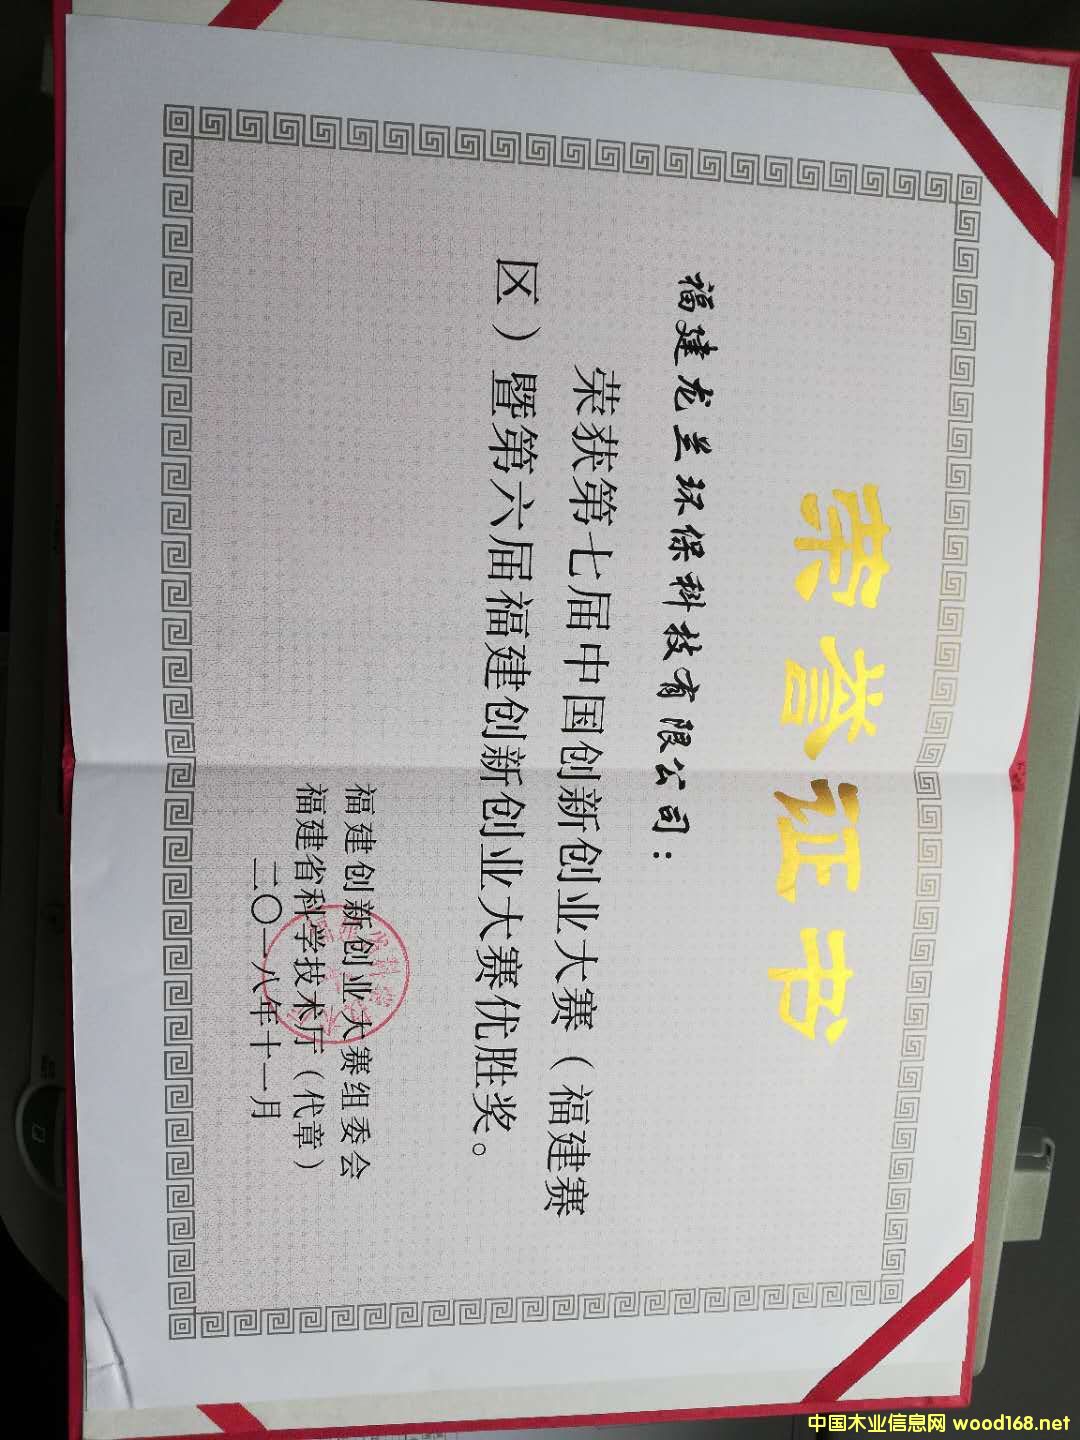 荣誉证书
福建龙兰环保科技有限公司：
荣获第七届中国创新创业大赛（福建赛
区）暨第六届福建创新创业大赛优胜奖。
福建创新创业大赛组委会
福建省科学技术厅（代章）
二〇一八年十一月
中国木业信息网 wood168.net